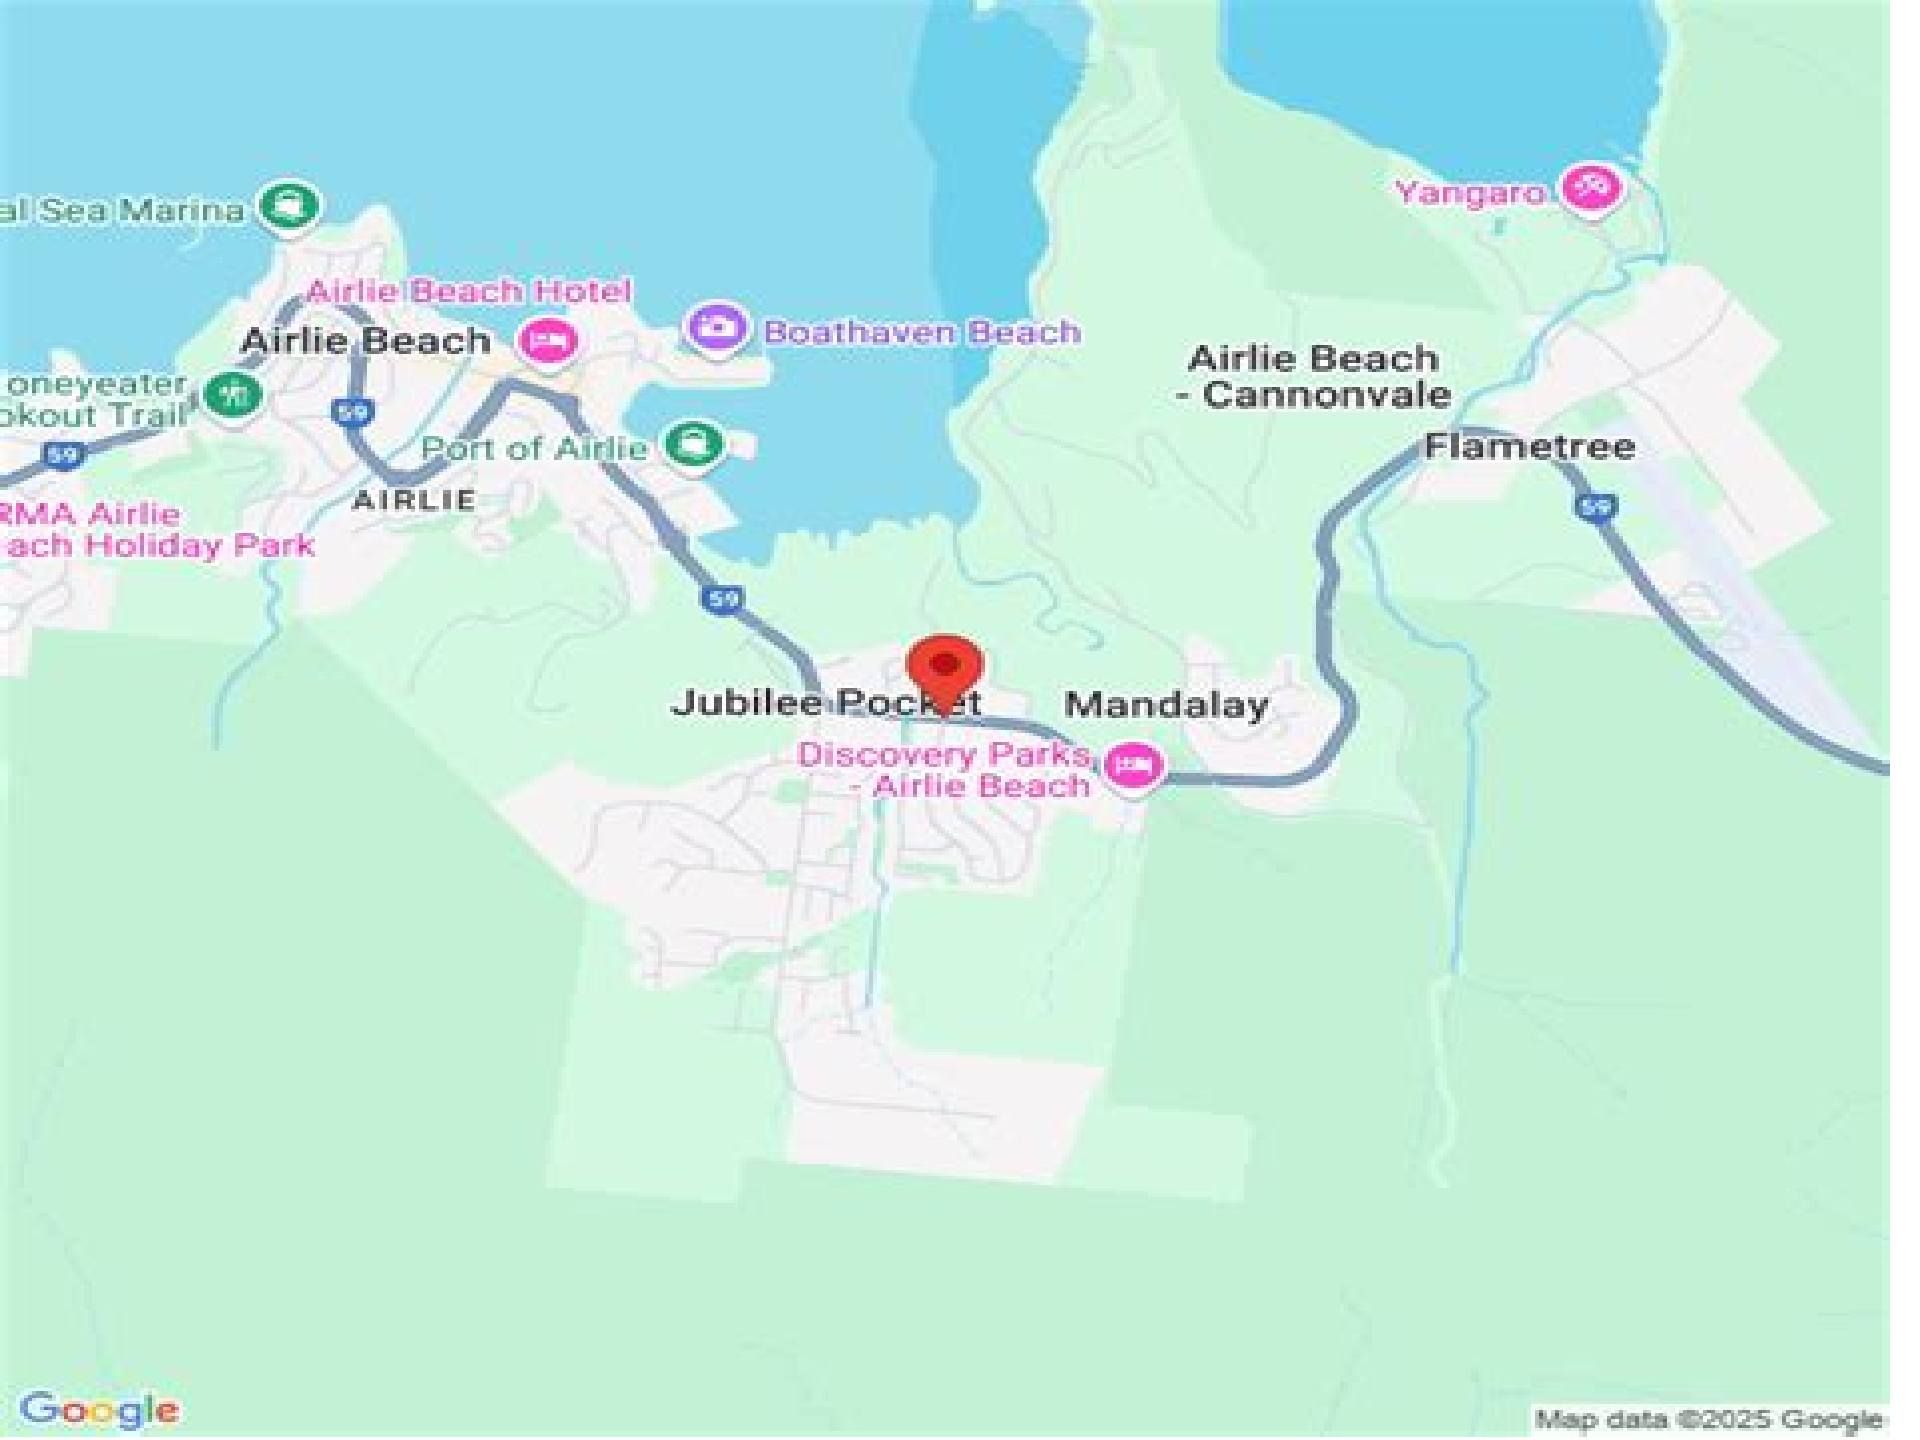 Yangaro
al Sea Marina
Airlie Beach Hotel
Airlie Beach
Boathaven Beach
Airlie Beach
- Cannonvale
oneyeater
okout Trail
59
Port of Airlie
Flametree
59
AIRLIE
59
RMA Airlie
each Holiday Park
59
Jubilee Pocket
Mandalay
Discovery Parks
- Airlie Beach
Google
Map data ©2025 Google